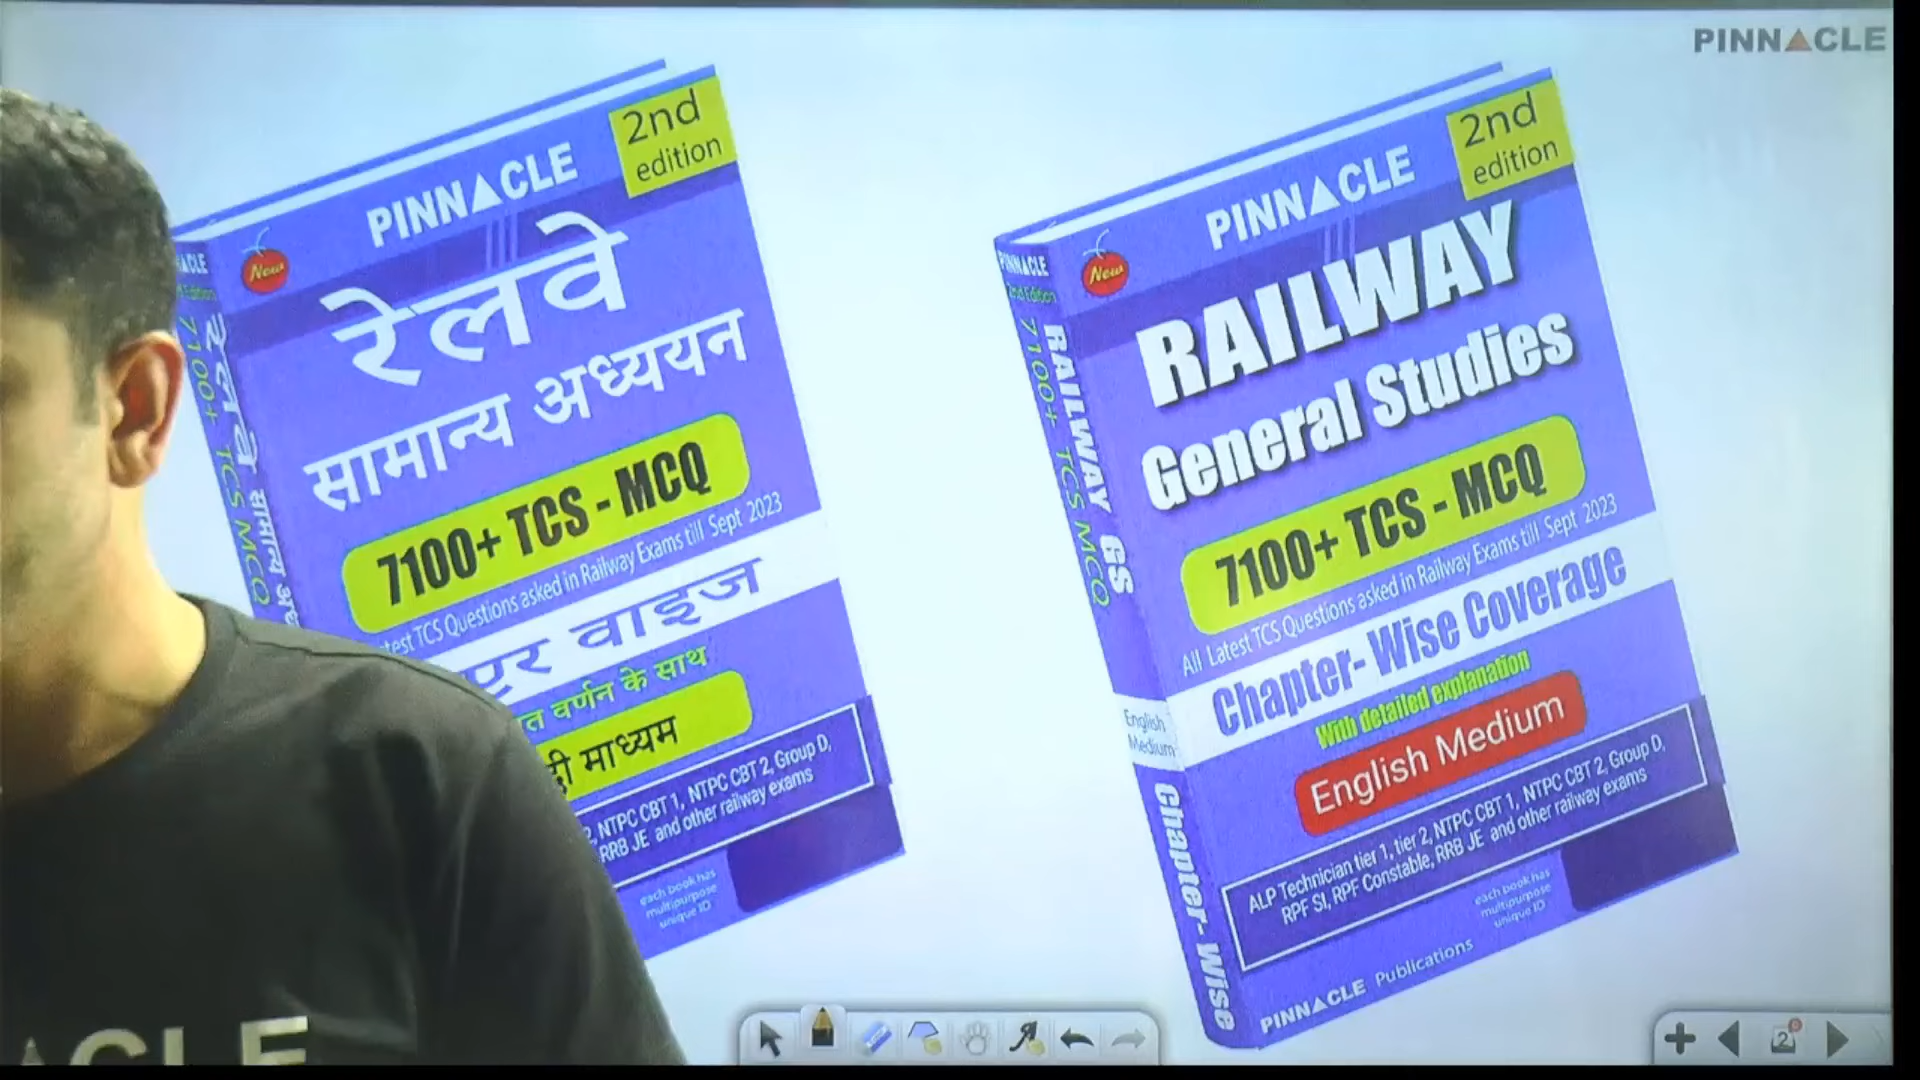 PINNACLE
2nd
edition
PINNACLE
New
रेलवे
सामान्य अध्ययन
7100+ TCS - MCQ
TCS Questions asked in Railway Exams till Sept 2023
वाइज
वर्णन के साथ
माध्यम
NTPC CBT 1, NTPC CBT 2, Group D,
RRB JE and other railway exams
each book has
multipurpose
unique ID
7100+ TCS MCQ
रेलवे सामान्य
2nd
edition
PINNACLE
New
RAILWAY
General Studies
7100+ TCS - MCQ
All Latest TCS Questions asked in Railway Exams till Sept 2023
Chapter- Wise Coverage
With detailed explanation
English Medium
ALP Technician tier 1, tier 2, NTPC CBT 1, NTPC CBT 2, Group D,
RPF SI, RPF Constable, RRB JE and other railway exams
each book has
multipurpose
unique ID
PINNACLE Publications
PINNACLE
2nd Edition
7100+ TCS MCQ
RAILWAY GS
English
Medium
Chapter- Wise
2